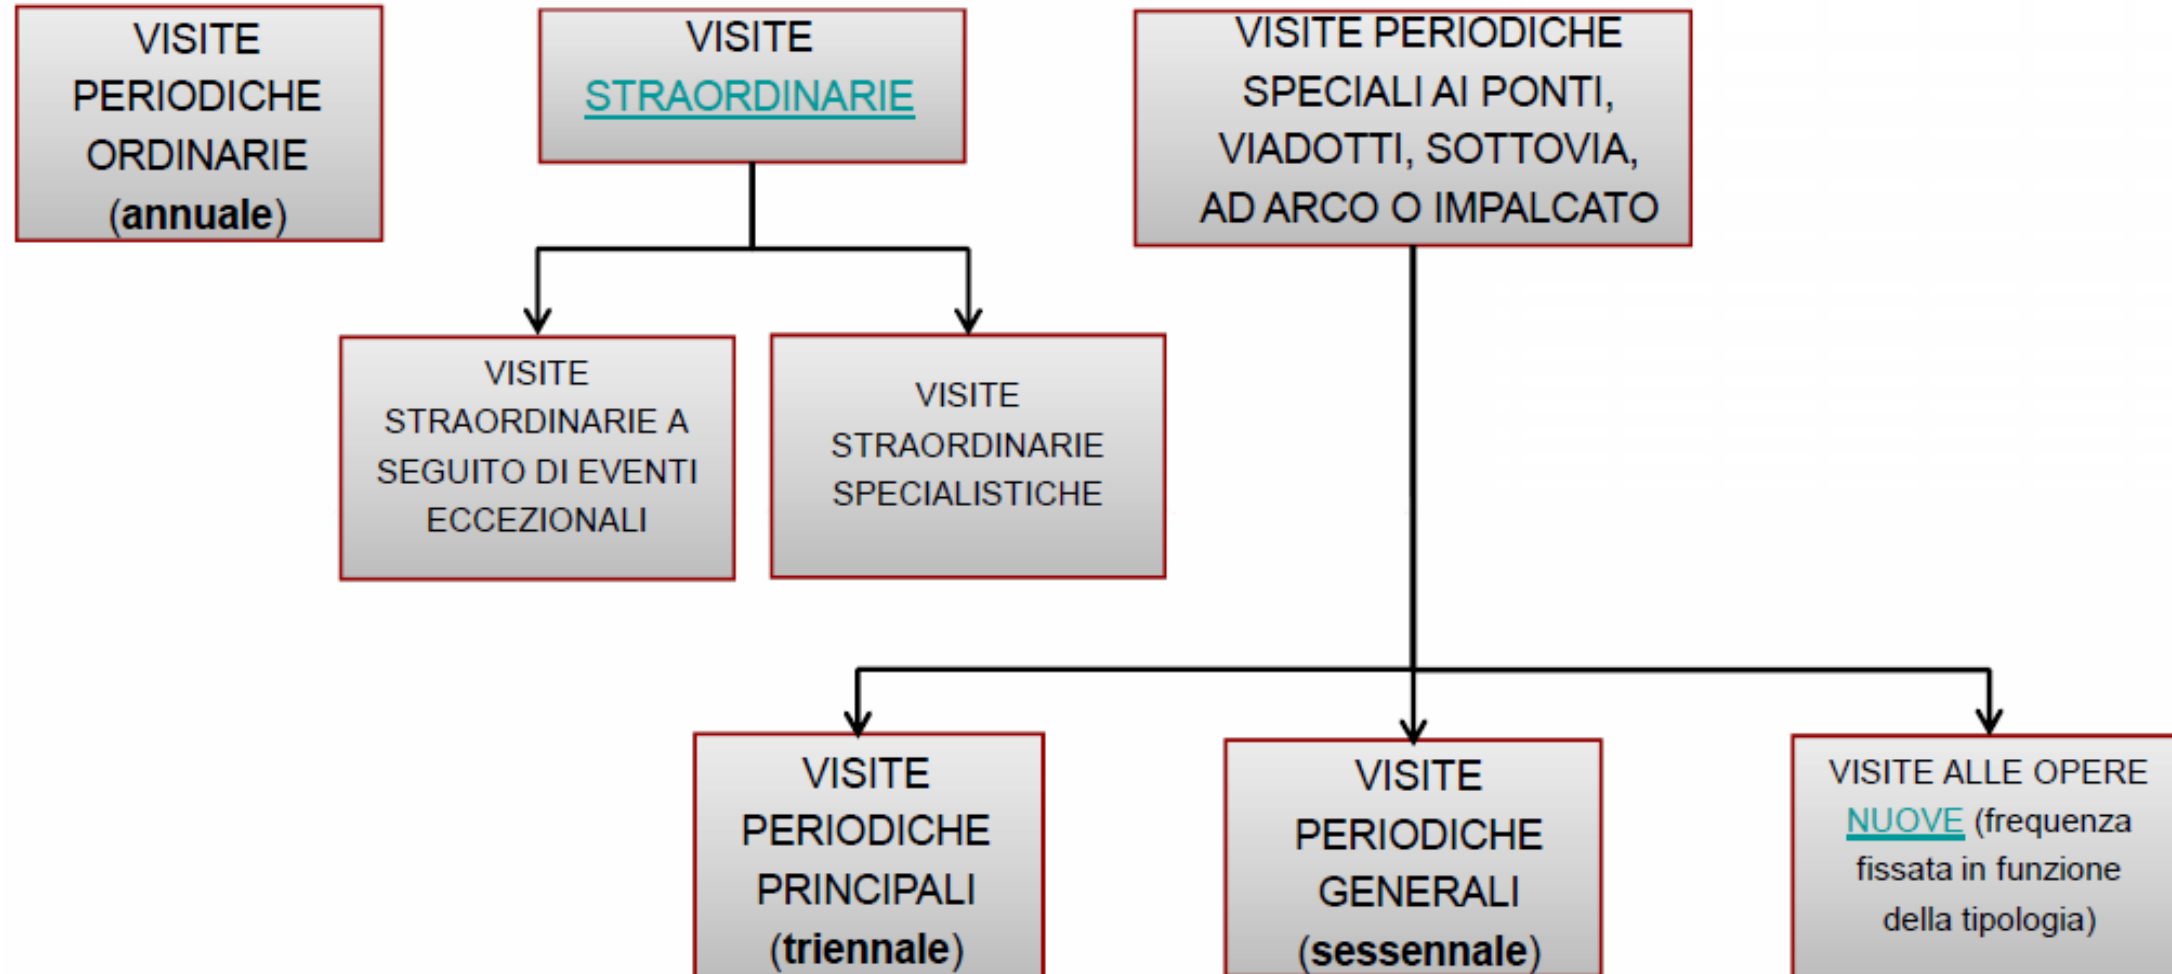 VISITE
PERIODICHE
ORDINARIE
(annuale)
VISITE
STRAORDINARIE
VISITE PERIODICHE
SPECIALI AI PONTI,
VIADOTTI, SOTTOVIA,
AD ARCO O IMPALCATO
VISITE
STRAORDINARIE A
SEGUITO DI EVENTI
ECCEZIONALI
VISITE
STRAORDINARIE
SPECIALISTICHE
VISITE
PERIODICHE
PRINCIPALI
(triennale)
VISITE
PERIODICHE
GENERALI
(sessennale)
VISITE ALLE OPERE
NUOVE (frequenza
fissata in funzione
della tipologia)